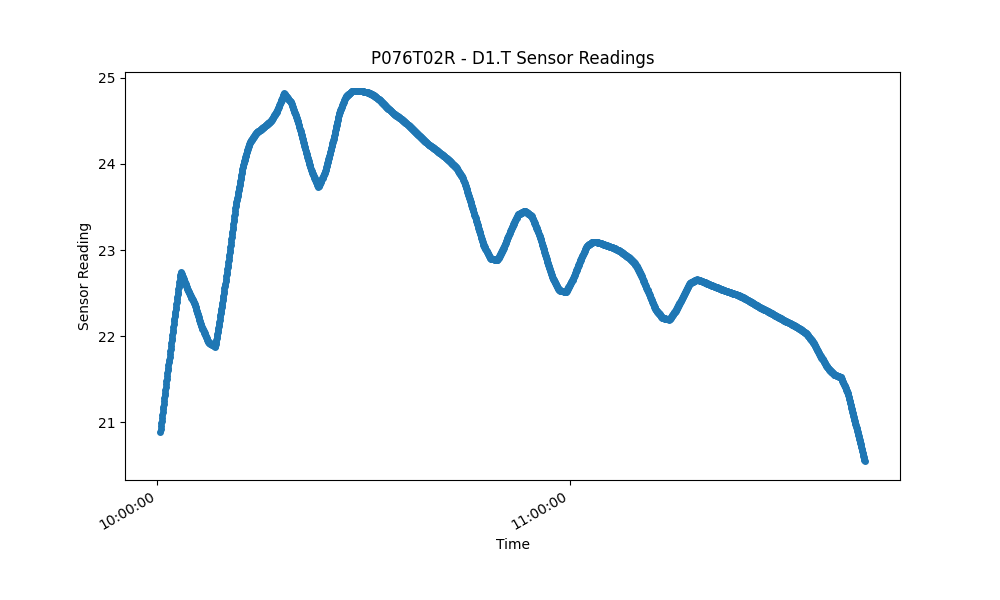 P076T02R - D1.T Sensor Readings
25
24
23
22
21
Sensor Reading
10:00:00
11:00:00
Time